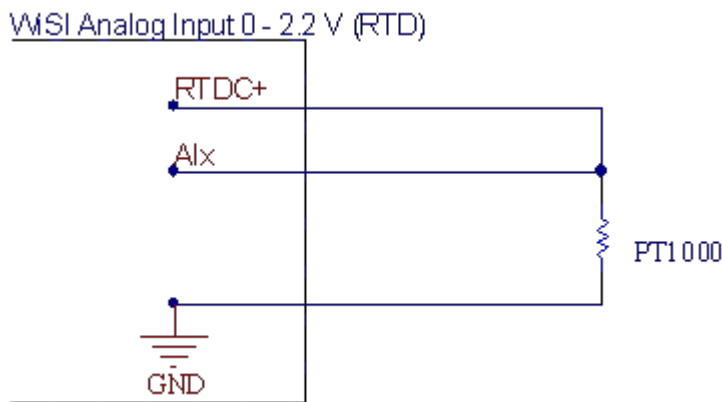 WiSI Analog Input 0 - 2.2 V (RTD)
RTDC+
AIx
PT1000
GND